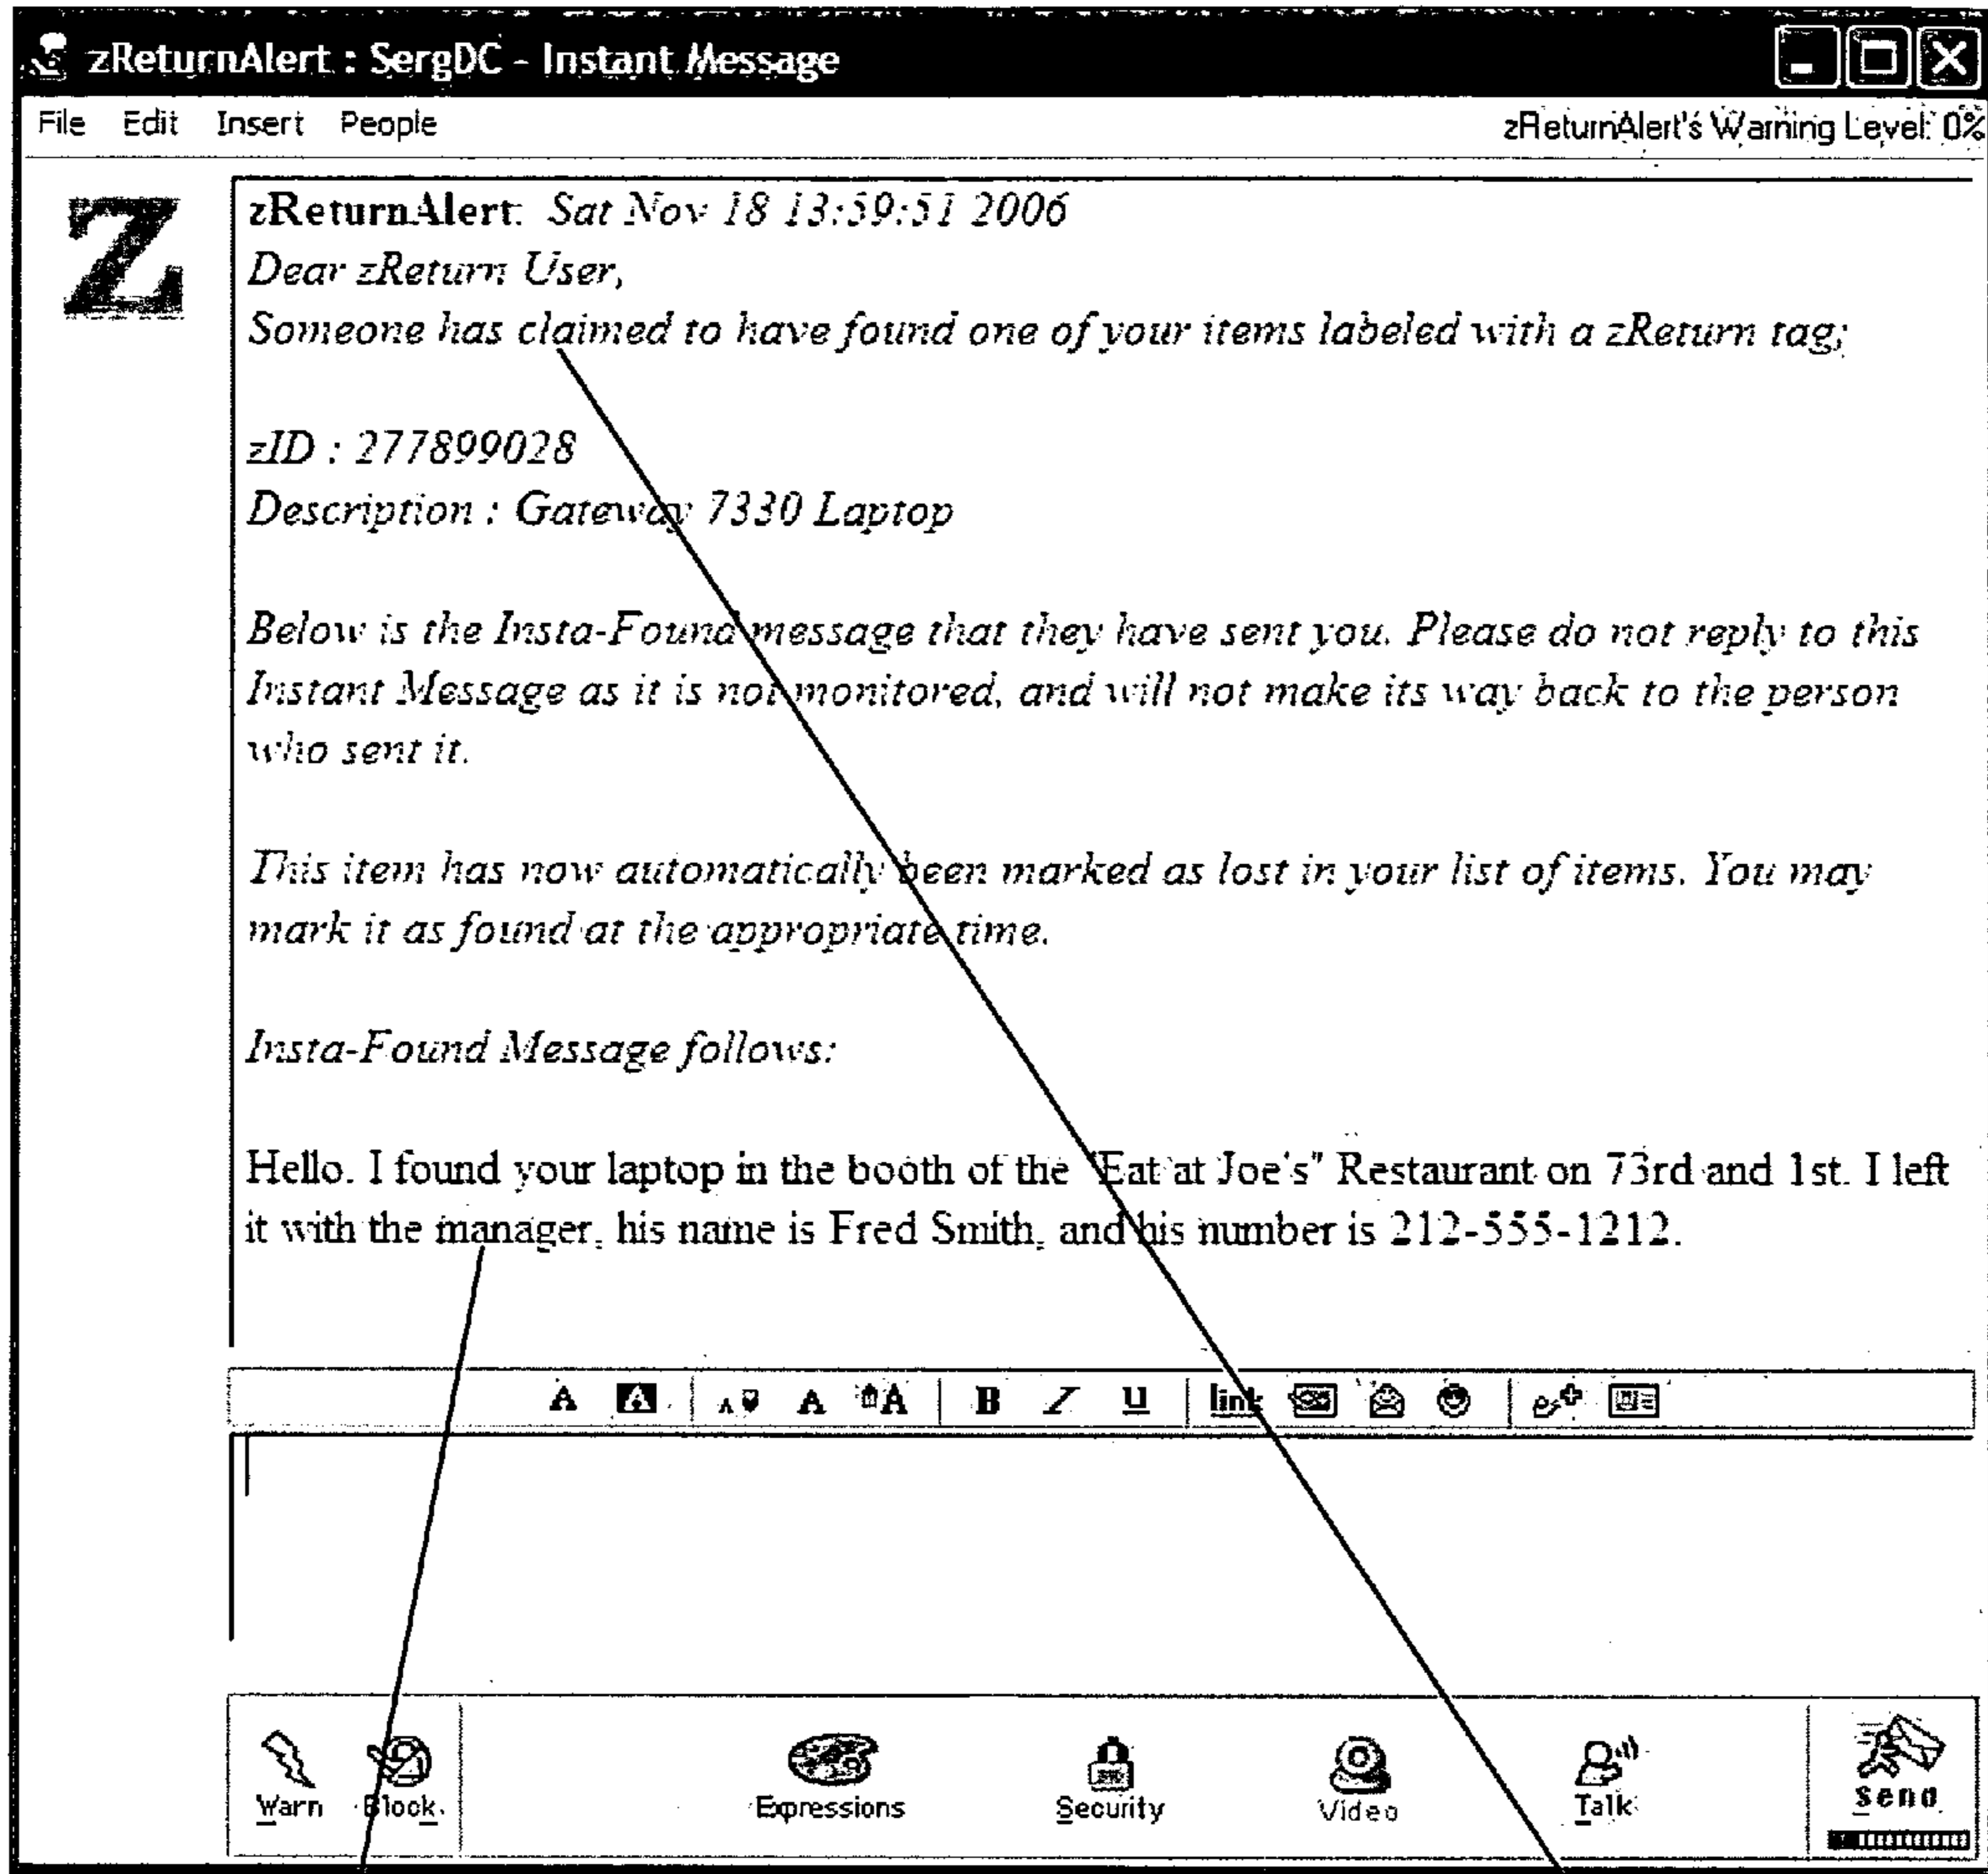 zReturnAlert : SergDC - Instant Message
File Edit Insert People zReturnAlert's Warning Level: 0%
Z
zReturnAlert: Sat Nov 18 13:59:51 2006
Dear zReturn User,
Someone has claimed to have found one of your items labeled with a zReturn tag;
zID : 277899028
Description : Gateway 7330 Laptop
Below is the Insta-Found message that they have sent you. Please do not reply to this
Instant Message as it is not monitored, and will not make its way back to the person
who sent it.
This item has now automatically been marked as lost in your list of items. You may
mark it as found at the appropriate time.
Insta-Found Message follows:
Hello. I found your laptop in the booth of the "Eat at Joe's" Restaurant on 73rd and 1st. I left
it with the manager, his name is Fred Smith, and his number is 212-555-1212.
A A A A A B I U link
Warn Block Expressions Security Video Talk Send